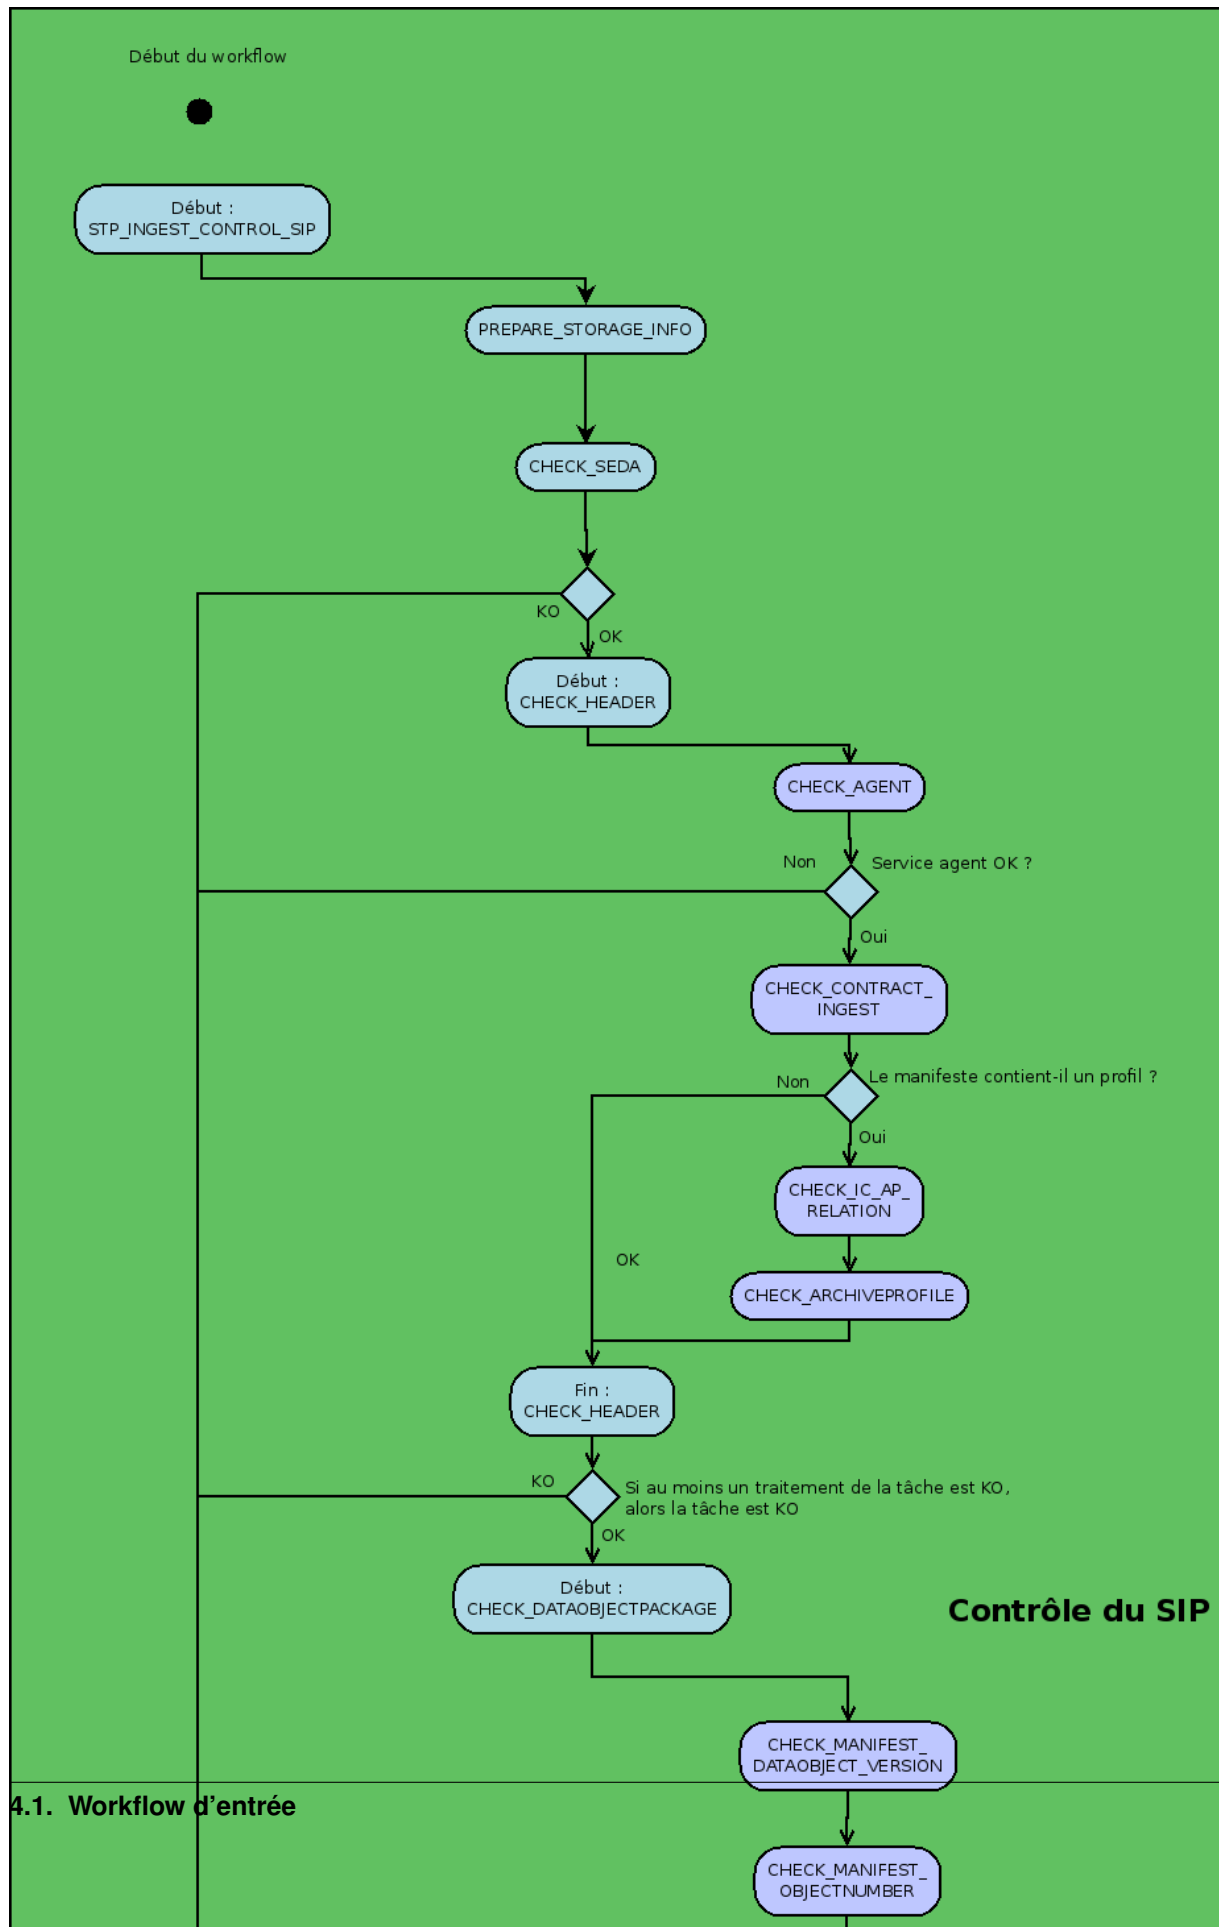 Début du workflow
Début :
STP_INGEST_CONTROL_SIP
PREPARE_STORAGE_INFO
CHECK_SEDA
KO
OK
Début :
CHECK_HEADER
CHECK_AGENT
Non
Service agent OK ?
Oui
CHECK_CONTRACT_
INGEST
Le manifeste contient-il un profil ?
Non
Oui
CHECK_IC_AP_
RELATION
OK
CHECK_ARCHIVEPROFILE
Fin :
CHECK_HEADER
KO
Si au moins un traitement de la tâche est KO,
alors la tâche est KO
OK
Début :
CHECK_DATAOBJECTPACKAGE
Contrôle du SIP
CHECK_MANIFEST_
DATAOBJECT_VERSION
4.1. Workflow d'entrée
CHECK_MANIFEST_
OBJECTNUMBER